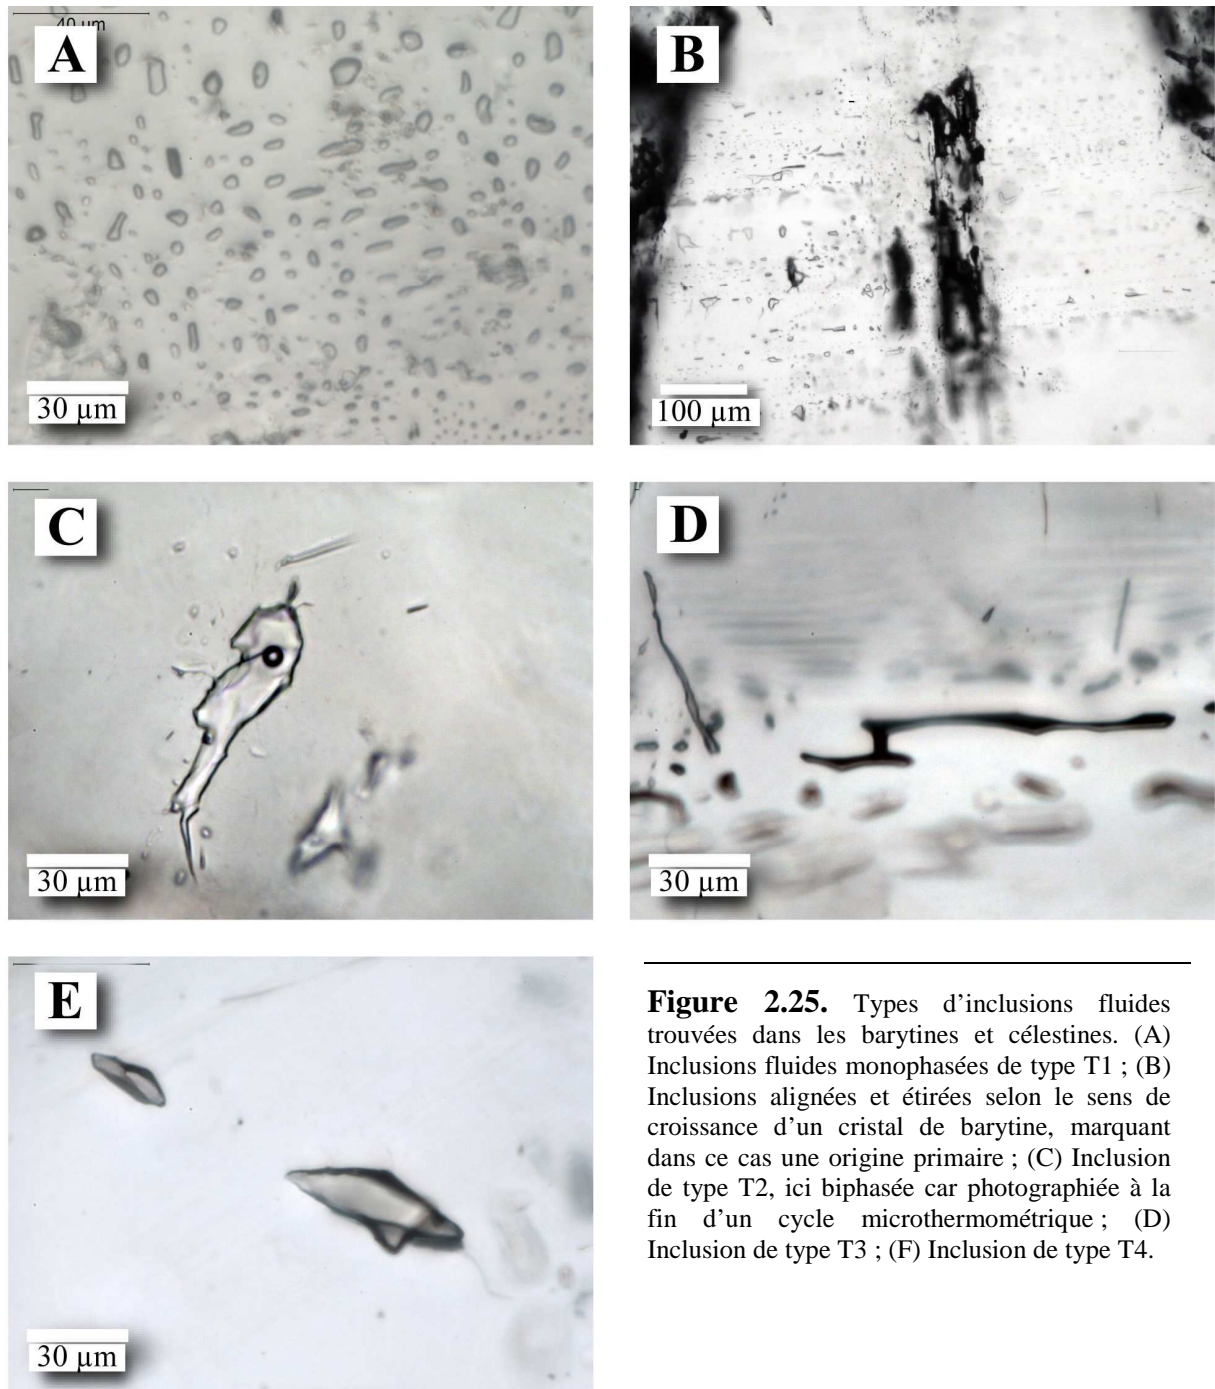 40 µm
A
30 µm
B
100 µm
C
30 µm
D
30 µm
E
30 µm
Figure 2.25. Types d’inclusions fluides
trouvées dans les barytines et célestines. (A)
Inclusions fluides monophasées de type T1 ; (B)
Inclusions alignées et étirées selon le sens de
croissance d’un cristal de barytine, marquant
dans ce cas une origine primaire ; (C) Inclusion
de type T2, ici biphasée car photographiée à la
fin d’un cycle microthermométrique ; (D)
Inclusion de type T3 ; (F) Inclusion de type T4.